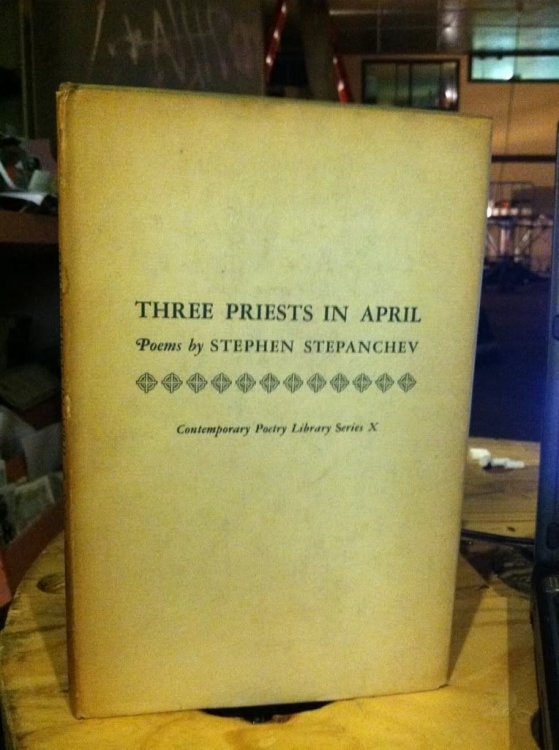 THREE PRIESTS IN APRIL
Poems by STEPHEN STEPANCHEV
Contemporary Poetry Library Series X